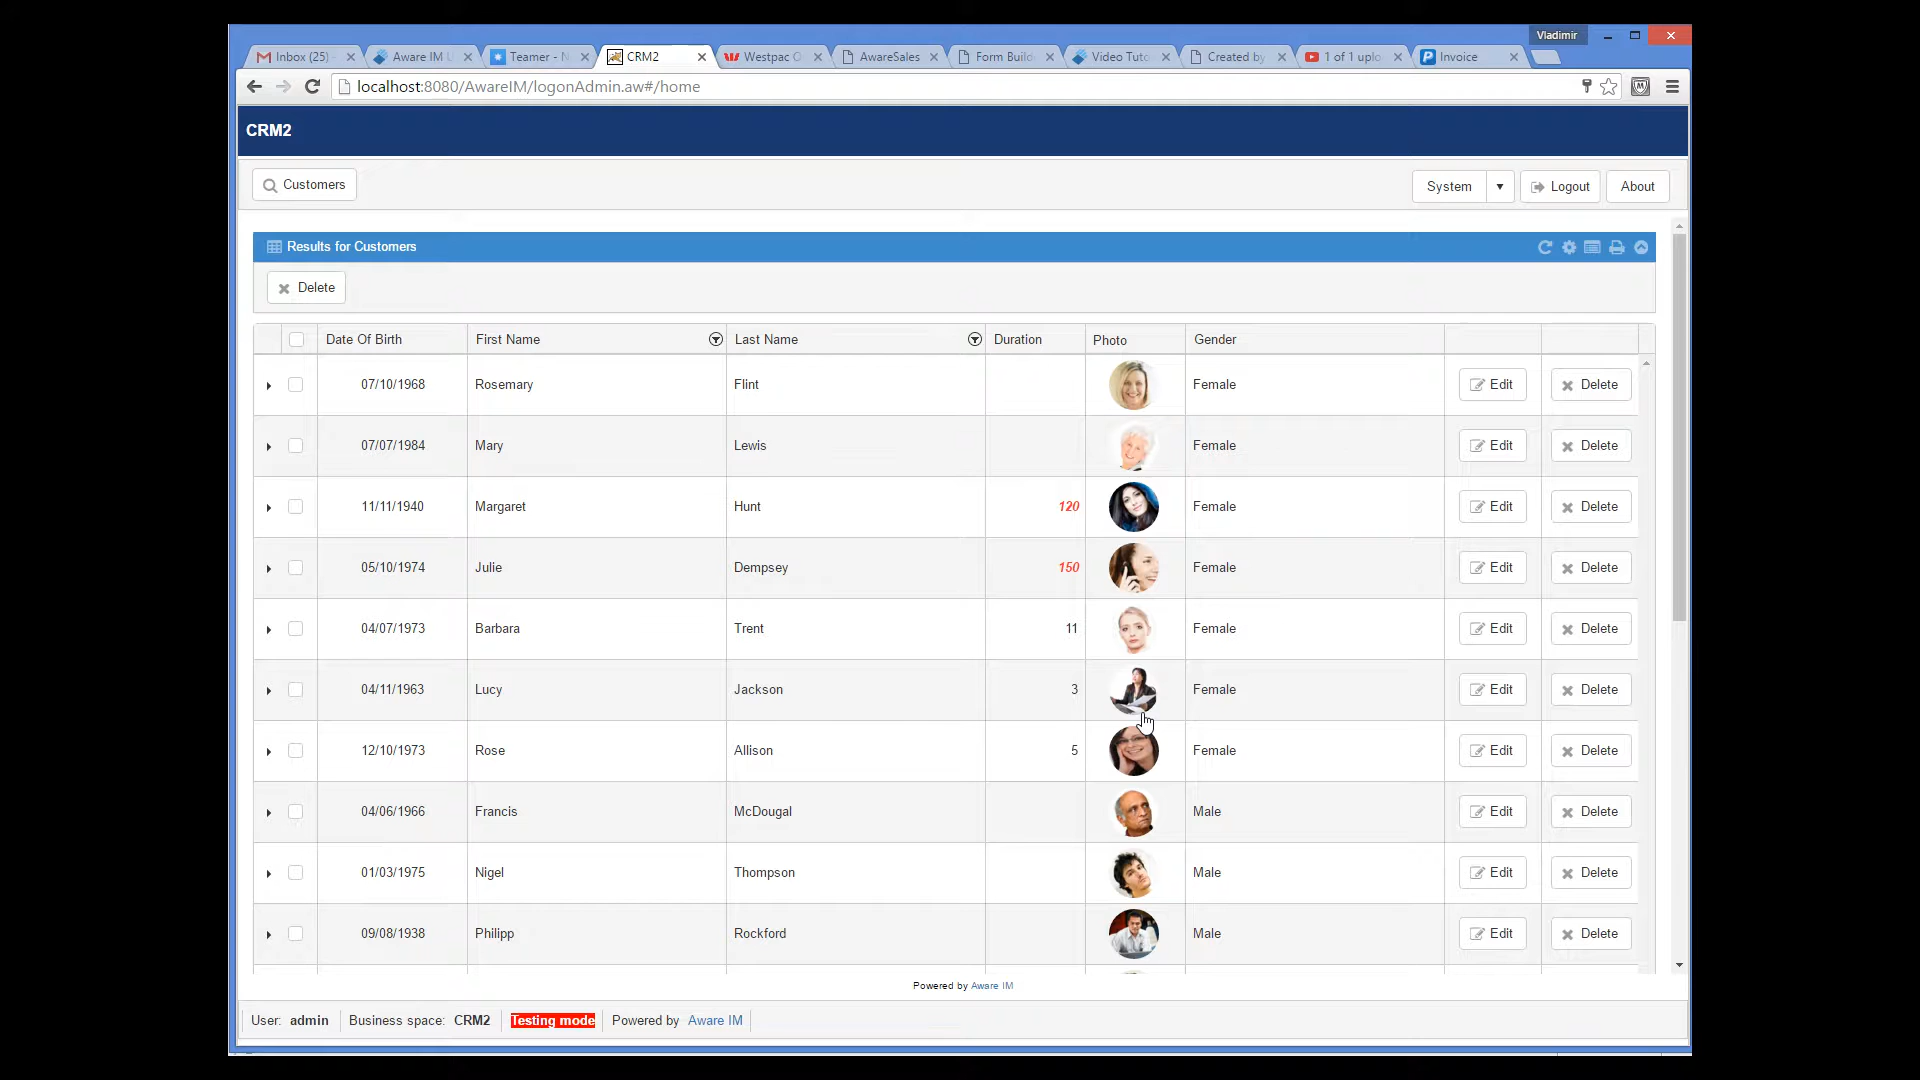 Vladimir
Inbox (25)
Aware IM U
Teamer - N
CRM2
Westpac O
AwareSales
Form Build
Video Tuto
Created by
1 of 1 uplo
Invoice
localhost:8080/AwareIM/logonAdmin.aw#/home
CRM2
Customers
System
Logout
About
Results for Customers
Delete
Date Of Birth First Name Last Name Duration Photo Gender
07/10/1968 Rosemary Flint Female Edit Delete
07/07/1984 Mary Lewis Female Edit Delete
11/11/1940 Margaret Hunt 120 Female Edit Delete
05/10/1974 Julie Dempsey 150 Female Edit Delete
04/07/1973 Barbara Trent 11 Female Edit Delete
04/11/1963 Lucy Jackson 3 Female Edit Delete
12/10/1973 Rose Allison 5 Female Edit Delete
04/06/1966 Francis McDougal Male Edit Delete
01/03/1975 Nigel Thompson Male Edit Delete
09/08/1938 Philipp Rockford Male Edit Delete
Powered by Aware IM
User: admin Business space: CRM2 Testing mode Powered by Aware IM